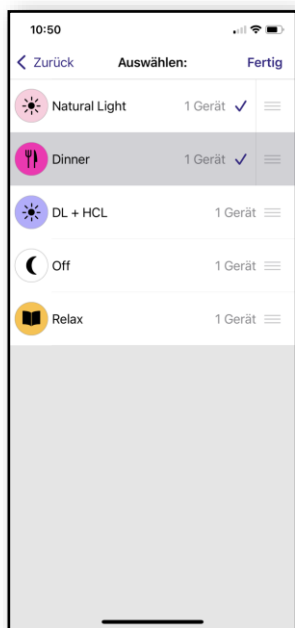 10:50
Zurück Auswählen: Fertig
Natural Light 1 Gerät
Dinner 1 Gerät
DL + HCL 1 Gerät
Off 1 Gerät
Relax 1 Gerät